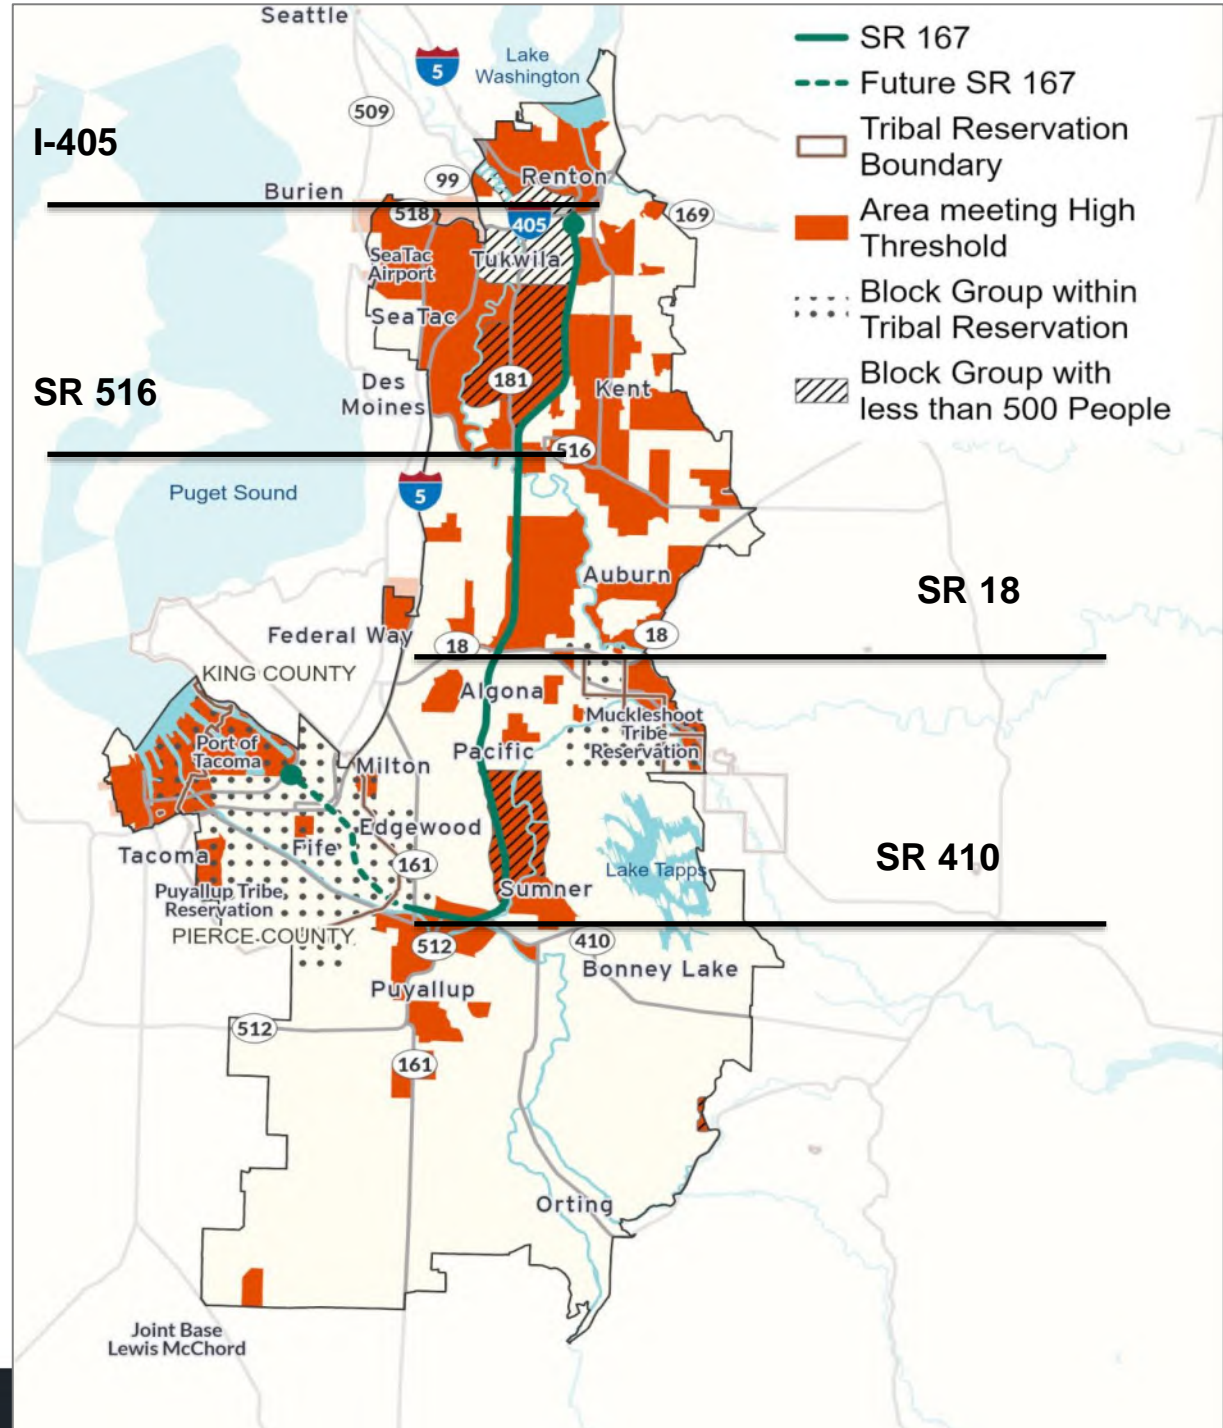 Seattle
5
Lake
Washington
509
I-405
99
Burien
Renton
518
405
169
SeaTac
Airport
Tukwila
SeaTac
SR 516
Des
Moines
181
Kent
516
5
Puget Sound
Auburn
SR 18
Federal Way
18
18
KING COUNTY
Algona
Muckleshoot
Tribe
Reservation
Port of
Tacoma
Pacific
Milton
Edgewood
Fife
Tacoma
161
SR 410
Lake Tapps
Puyallup Tribe
Reservation
Sumner
PIERCE COUNTY
512
410
Bonney Lake
Puyallup
512
161
Orting
Joint Base
Lewis McChord
SR 167
Future SR 167
Tribal Reservation
Boundary
Area meeting High
Threshold
Block Group within
Tribal Reservation
Block Group with
less than 500 People